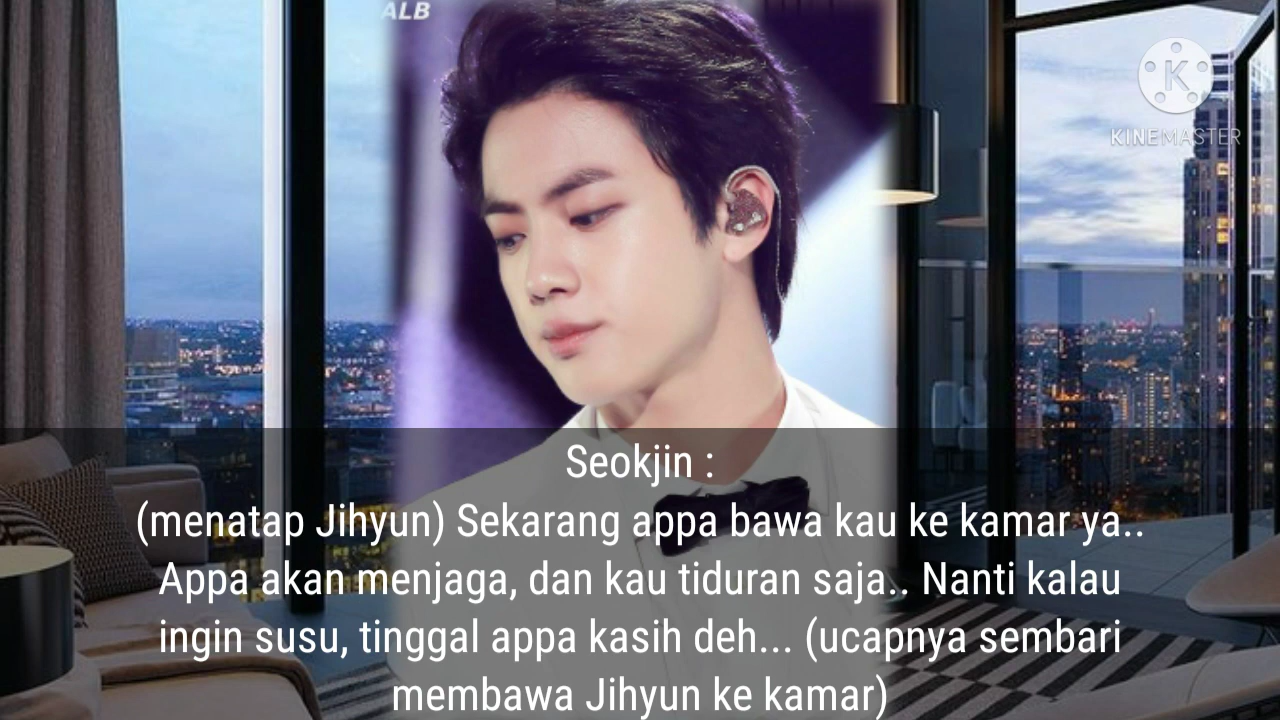 ALB
KINEMASTER
Seokjin :
(menatap Jihyun) Sekarang appa bawa kau ke kamar ya..
Appa akan menjaga, dan kau tiduran saja.. Nanti kalau
ingin susu, tinggal appa kasih deh... (ucapnya sembari
membawa Jihyun ke kamar)